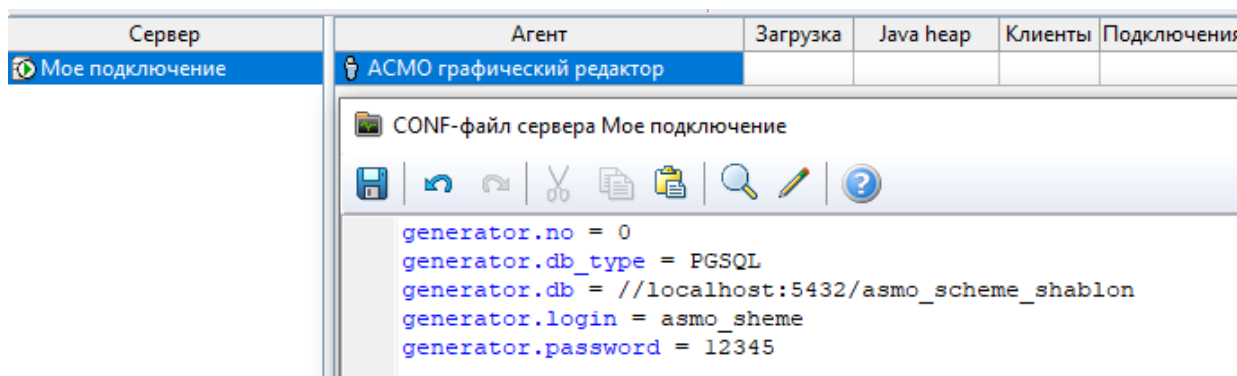 Сервер Агент Загрузка Java heap Клиенты Подключения
Мое подключение АСМО графический редактор
CONF-файл сервера Мое подключение
generator.no = 0
generator.db_type = PGSQL
generator.db = //localhost:5432/asmo_scheme_shablon
generator.login = asmo_sheme
generator.password = 12345